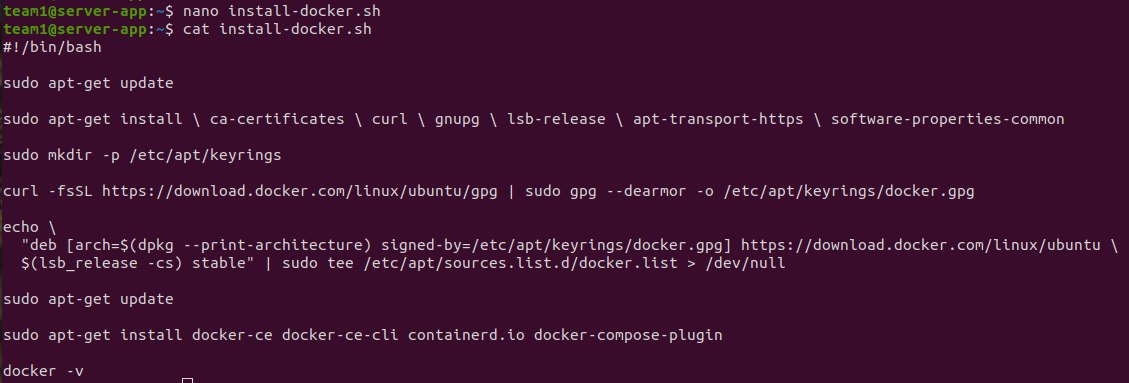 team1@server-app:~$ nano install-docker.sh
team1@server-app:~$ cat install-docker.sh
#!/bin/bash
sudo apt-get update
sudo apt-get install \ ca-certificates \ curl \ gnupg \ lsb-release \ apt-transport-https \ software-properties-common
sudo mkdir -p /etc/apt/keyrings
curl -fsSL https://download.docker.com/linux/ubuntu/gpg | sudo gpg --dearmor -o /etc/apt/keyrings/docker.gpg
echo \
  "deb [arch=$(dpkg --print-architecture) signed-by=/etc/apt/keyrings/docker.gpg] https://download.docker.com/linux/ubuntu \
  $(lsb_release -cs) stable" | sudo tee /etc/apt/sources.list.d/docker.list > /dev/null
sudo apt-get update
sudo apt-get install docker-ce docker-ce-cli containerd.io docker-compose-plugin
docker -v